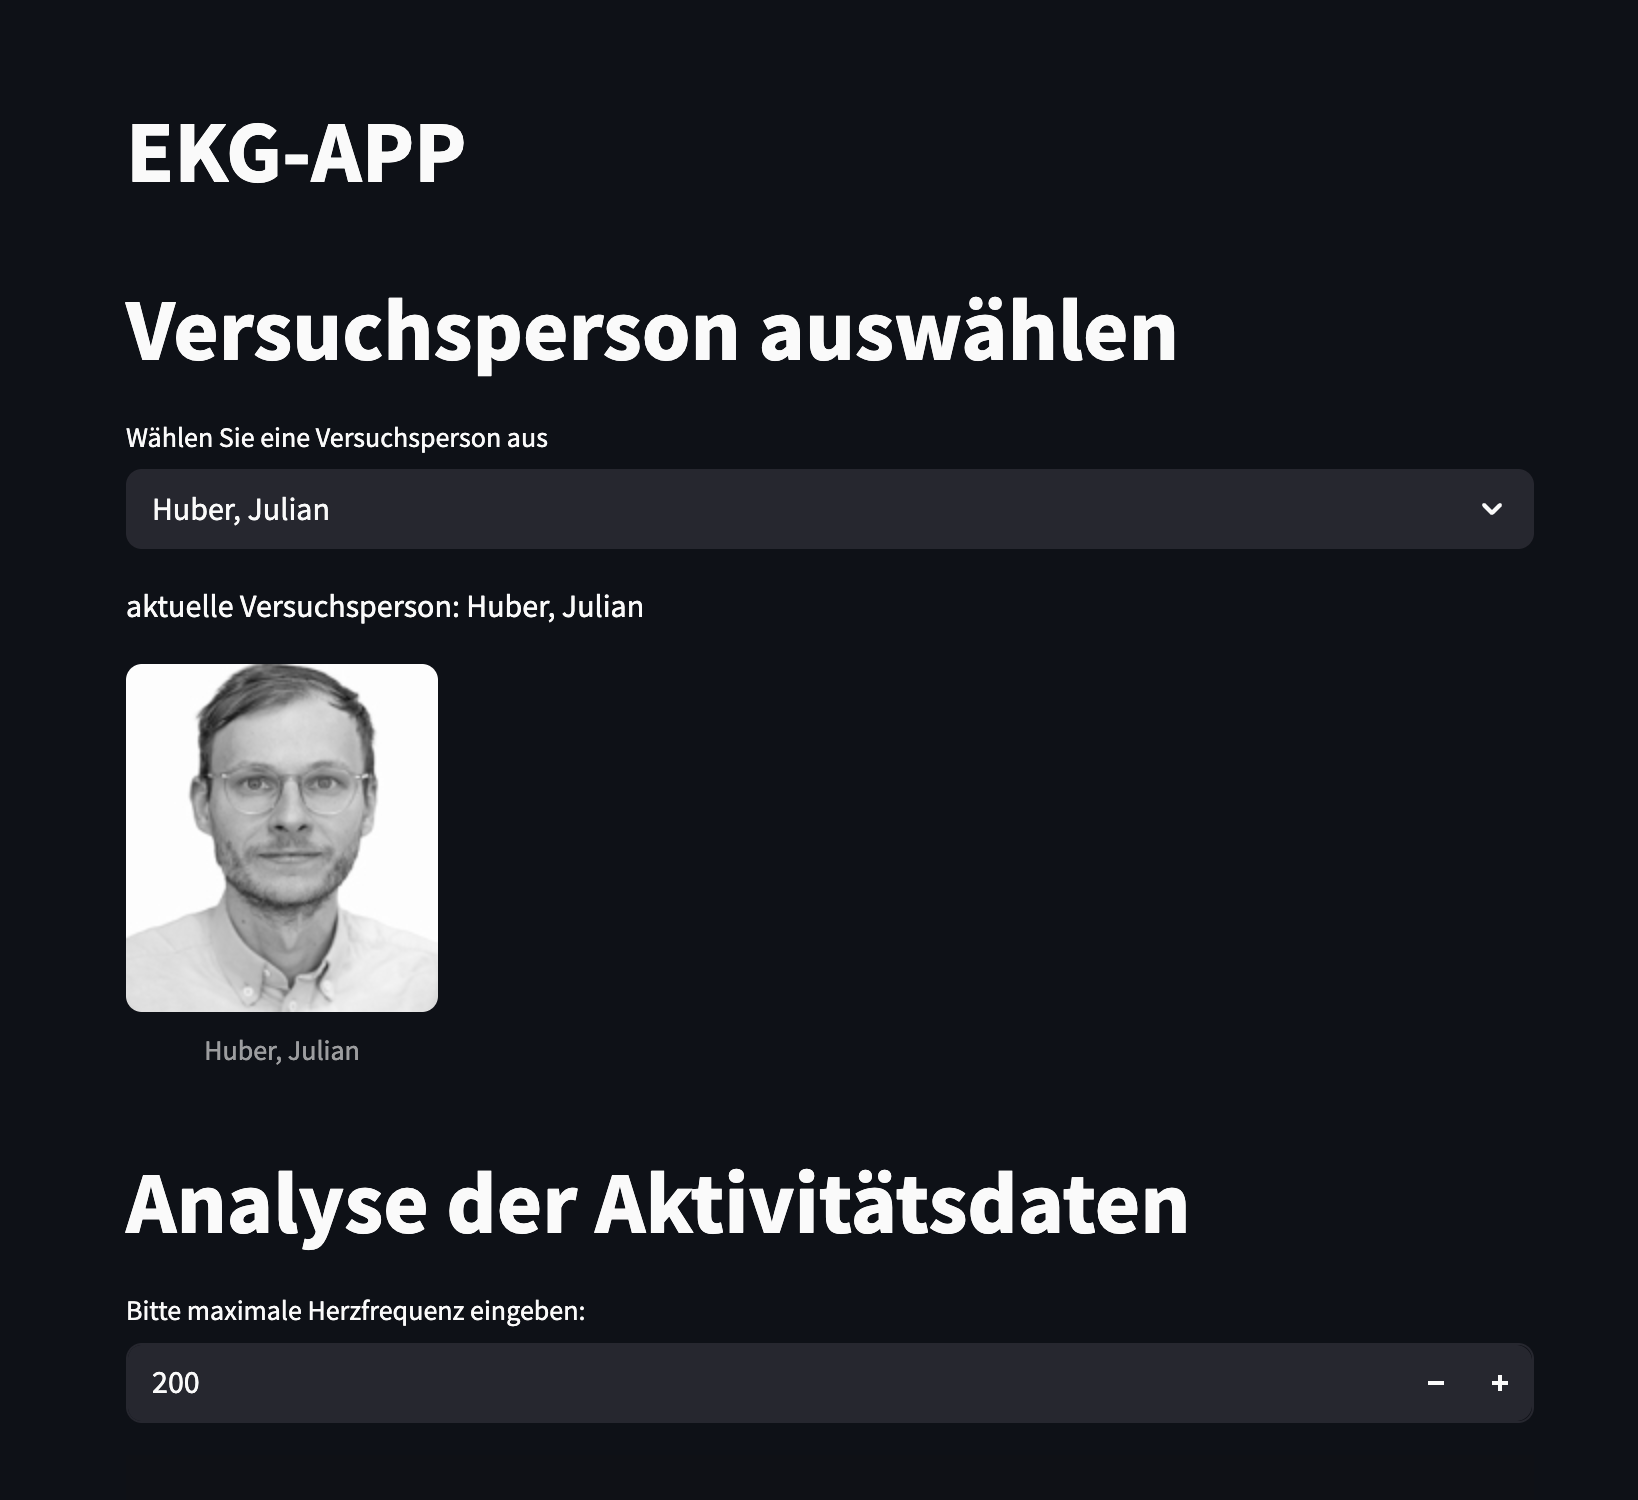 EKG-APP
Versuchsperson auswählen
Wählen Sie eine Versuchsperson aus
Huber, Julian
aktuelle Versuchsperson: Huber, Julian
Huber, Julian
Analyse der Aktivitätsdaten
Bitte maximale Herzfrequenz eingeben:
200